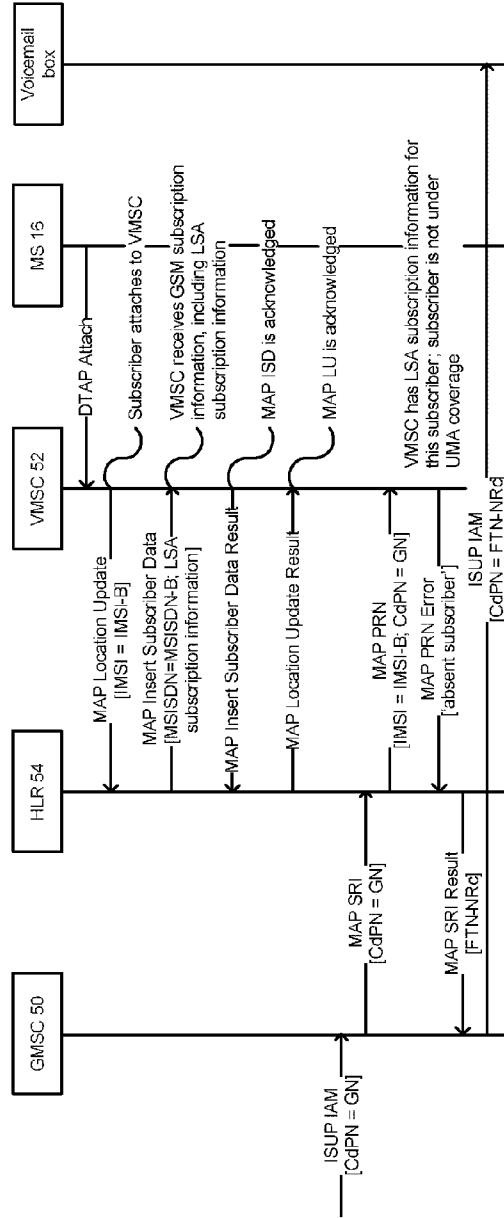 GMSC 50
HLR 54
VMSC 52
MS 16
Voicemail
box
DTAP Attach
Subscriber attaches to VMSC
MAP Location Update
[IMSI = IMSI-B]
VMSC receives GSM subscription
information, including LSA
subscription information
MAP Insert Subscriber Data
[MSISDN=MSISDN-B; LSA
subscription information]
MAP ISD is acknowledged
MAP Insert Subscriber Data Result
MAP LU is acknowledged
MAP Location Update Result
ISUP IAM
[CdPN = GN]
MAP SRI
[CdPN = GN]
MAP PRN
[IMSI = IMSI-B; CdPN = GN]
VMSC has LSA subscription information for
this subscriber; subscriber is not under
UMA coverage
MAP PRN Error
['absent subscriber']
MAP SRI Result
[FTN-NRc]
ISUP IAM
[CdPN = FTN-NRc]